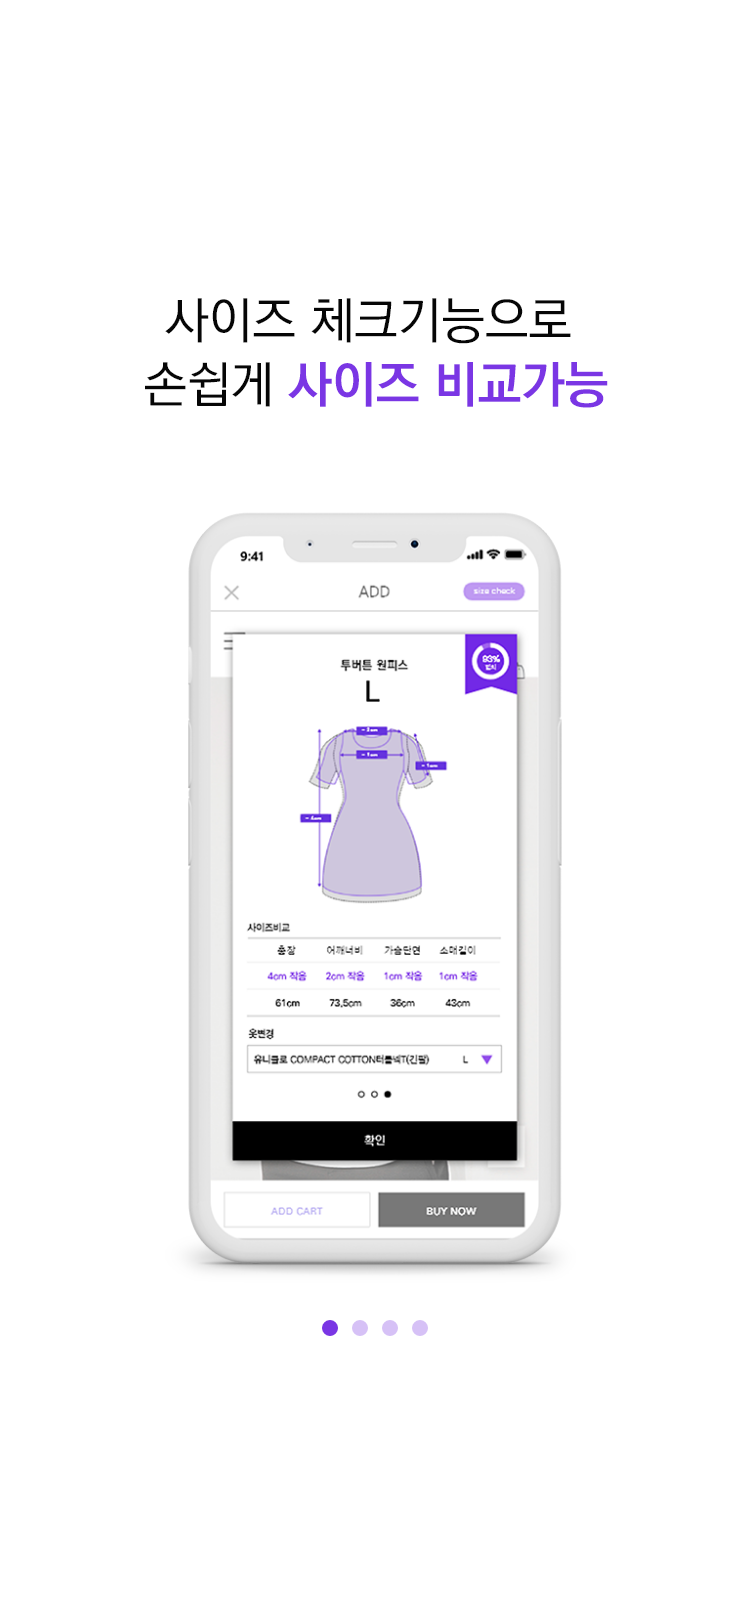 사이즈 체크기능으로
손쉽게 사이즈 비교가능
9:41
ADD
size check
투버튼 원피스
93%
L
사이즈비교
총장 어깨너비 가슴단면 소매길이
4cm 작음 2cm 작음 1cm 작음 1cm 작음
61cm 73,5cm 36cm 43cm
옷변경
유니클로 COMPACT COTTON터틀넥T(긴팔) L
확인
ADD CART BUY NOW